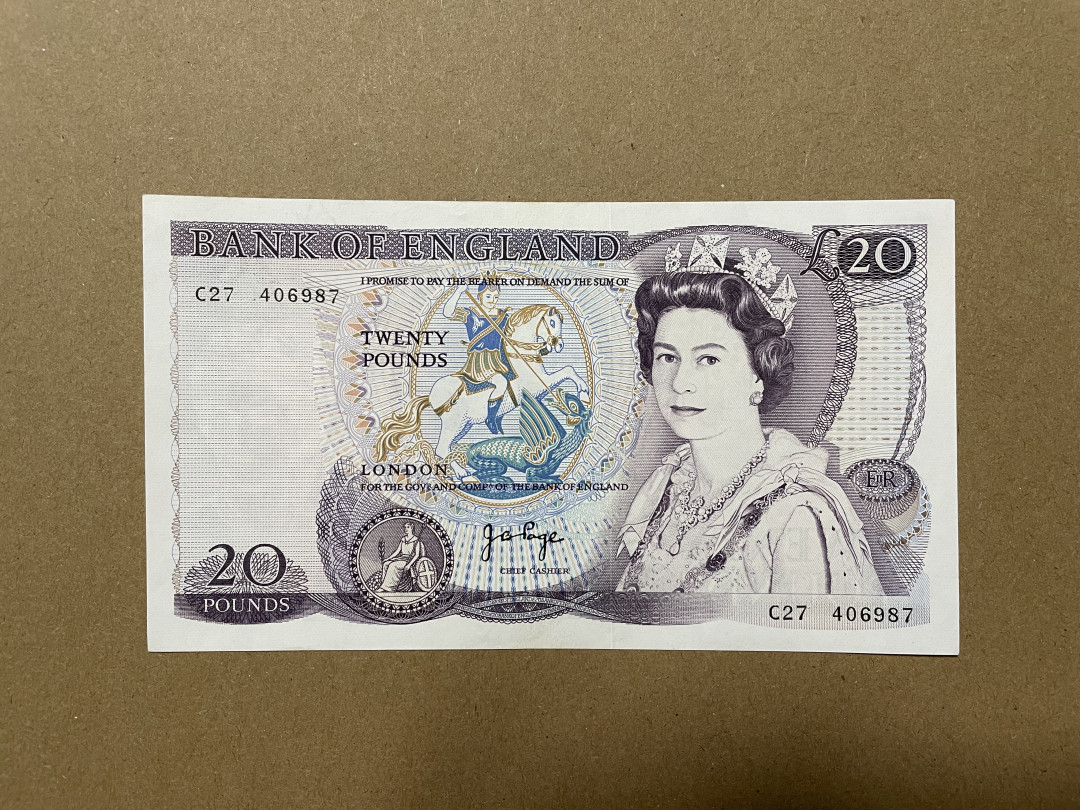 BANK OF ENGLAND
£20
I PROMISE TO PAY THE BEARER ON DEMAND THE SUM OF
C27 406987
TWENTY
POUNDS
LONDON
FOR THE GOVR AND COMPA OF THE BANK OF ENGLAND
EIIR
J B Page
CHIEF CASHIER
20
POUNDS
C27 406987